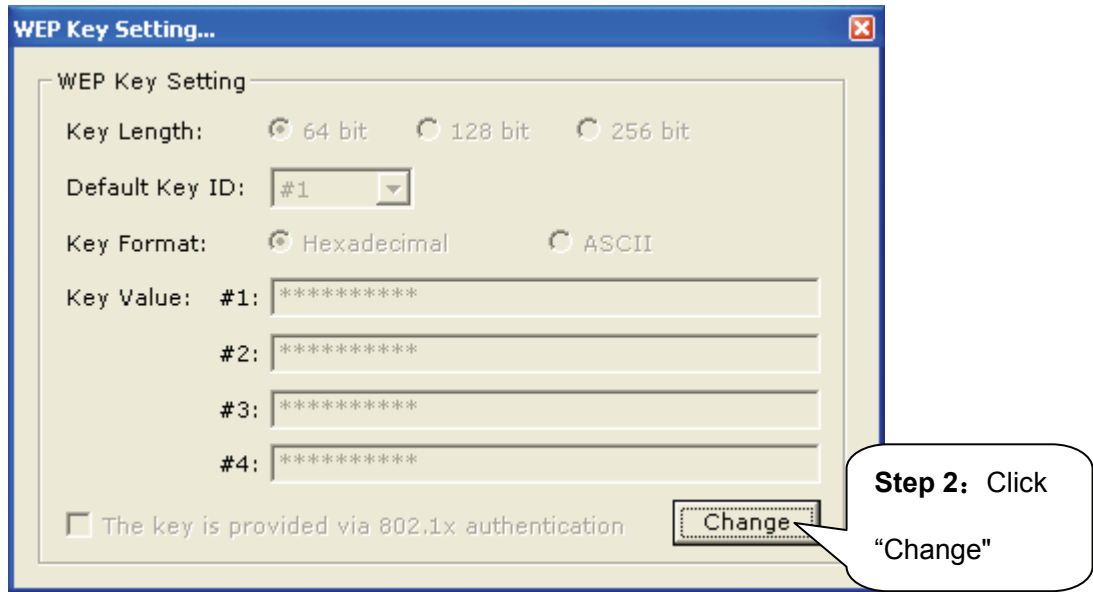 WEP Key Setting...
WEP Key Setting
Key Length: 64 bit 128 bit 256 bit
Default Key ID: #1
Key Format: Hexadecimal ASCII
Key Value: #1: **********
#2: **********
#3: **********
#4: **********
The key is provided via 802.1x authentication Change
Step 2：Click
“Change"